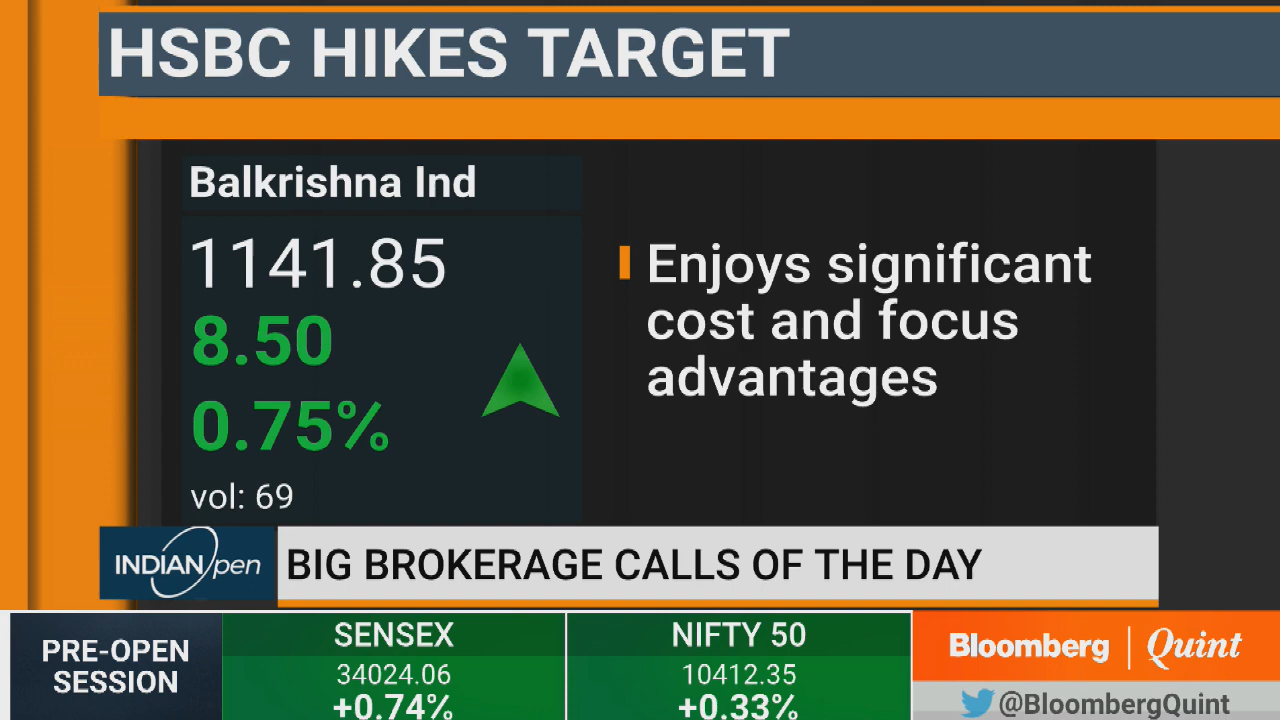 HSBC HIKES TARGET
Balkrishna Ind
1141.85
8.50
0.75%
vol: 69
Enjoys significant
cost and focus
advantages
INDIAN Open
BIG BROKERAGE CALLS OF THE DAY
PRE-OPEN
SESSION
SENSEX
34024.06
+0.74%
NIFTY 50
10412.35
+0.33%
Bloomberg | Quint
@BloombergQuint